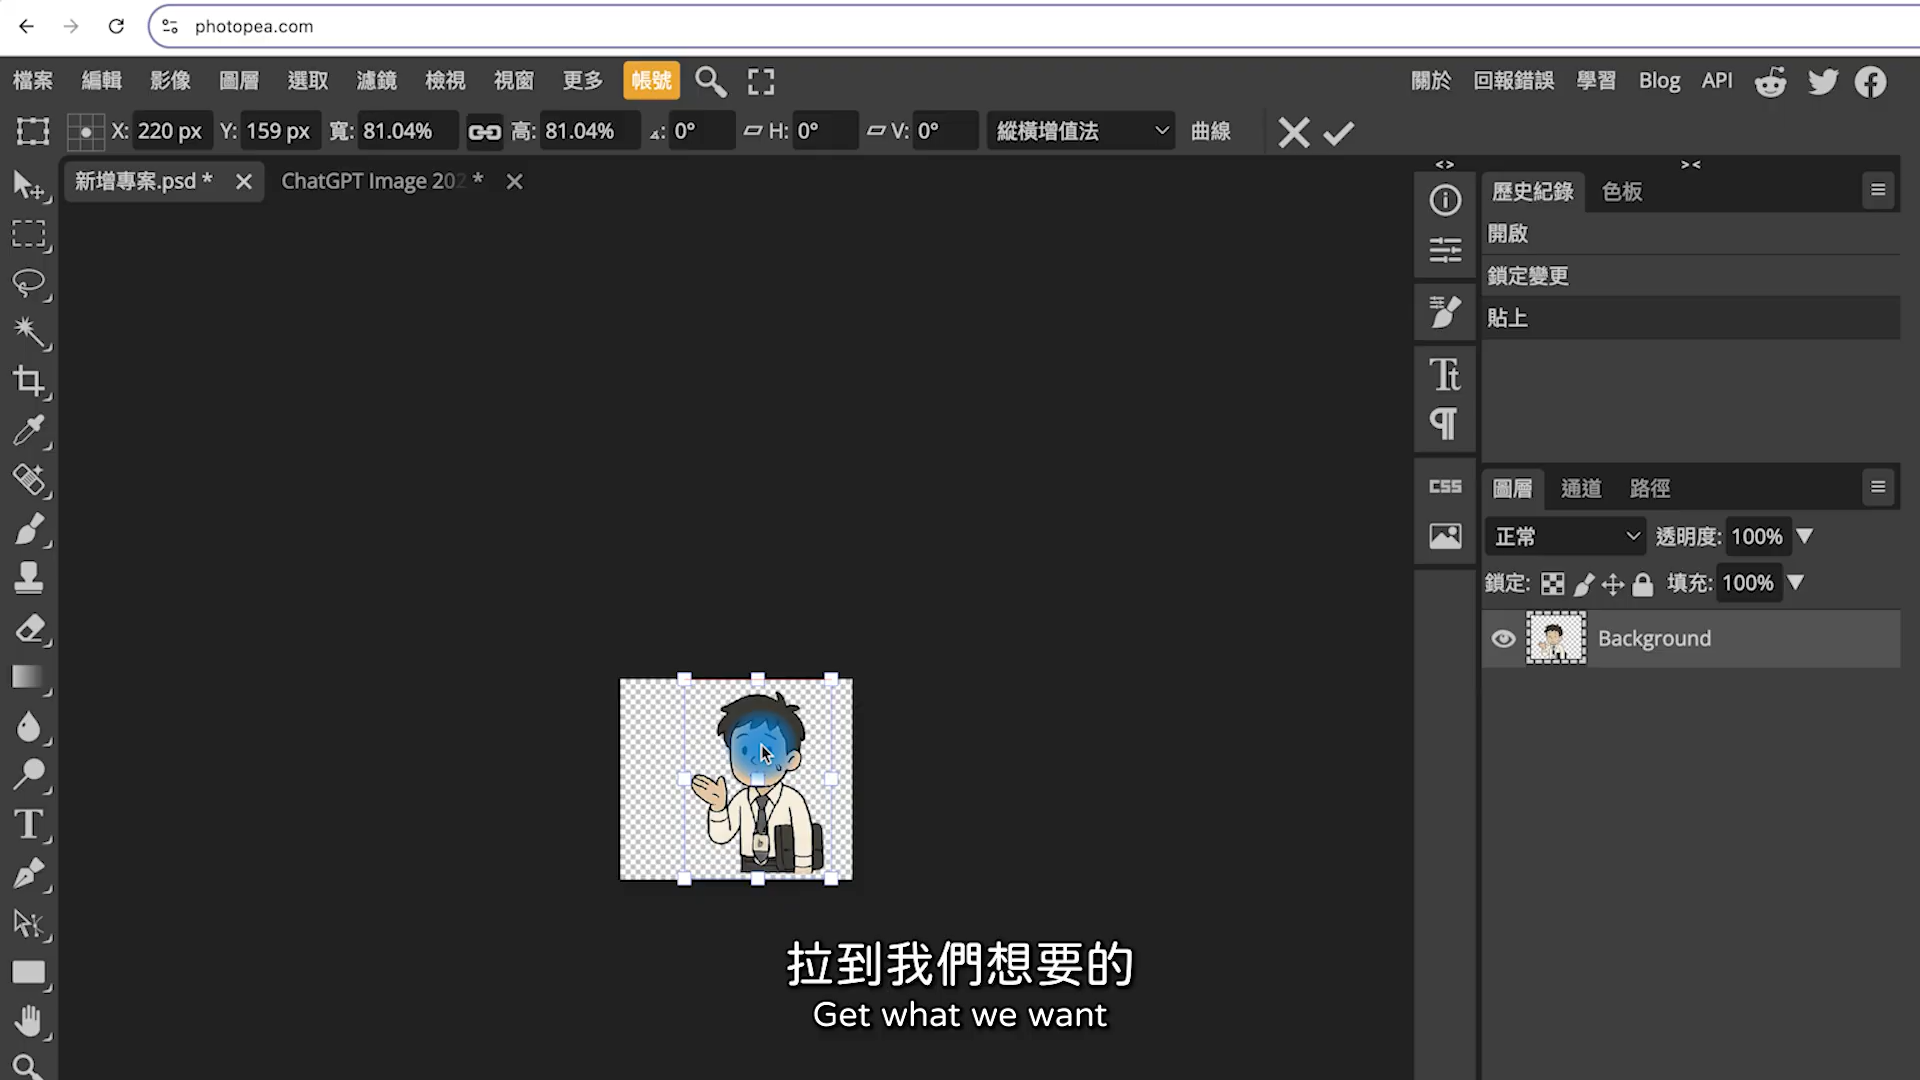 photopea.com
檔案 編輯 影像 圖層 選取 濾鏡 檢視 視窗 更多 帳號 關於 回報錯誤 學習 Blog API
X: 220 px Y: 159 px 寬: 81.04% 高: 81.04% 0° H: 0° V: 0° 縱橫增值法 曲線
新增專案.psd * ChatGPT Image 202 *
歷史紀錄 色板
開啟
鎖定變更
貼上
CSS
圖層 通道 路徑
正常 透明度: 100%
鎖定: 填充: 100%
Background
拉到我們想要的
Get what we want